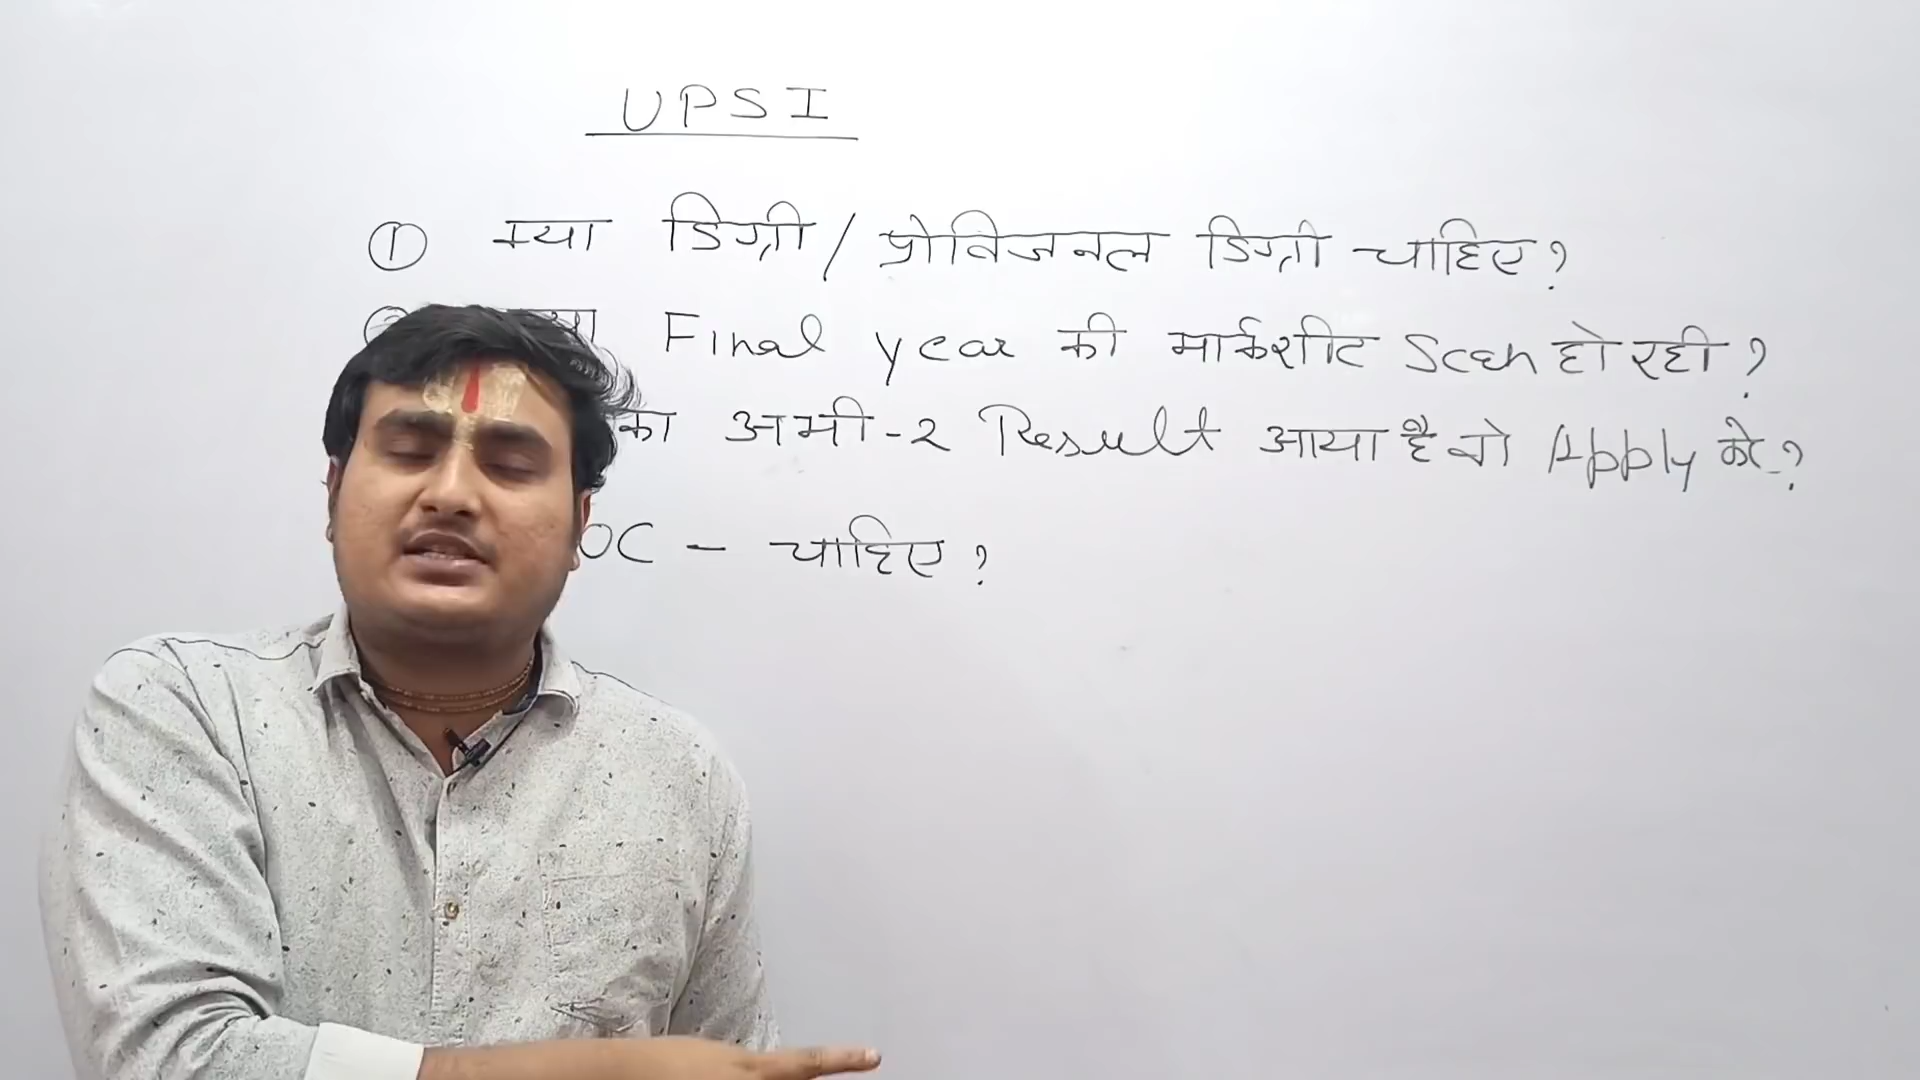 UPSI
① क्या डिग्री / प्रोविजनल डिग्री चाहिए?
Final year की मार्कशीट Scan हो रही ?
का अभी-2 Result आया है वो Apply करे ?
OC - चाहिए ?